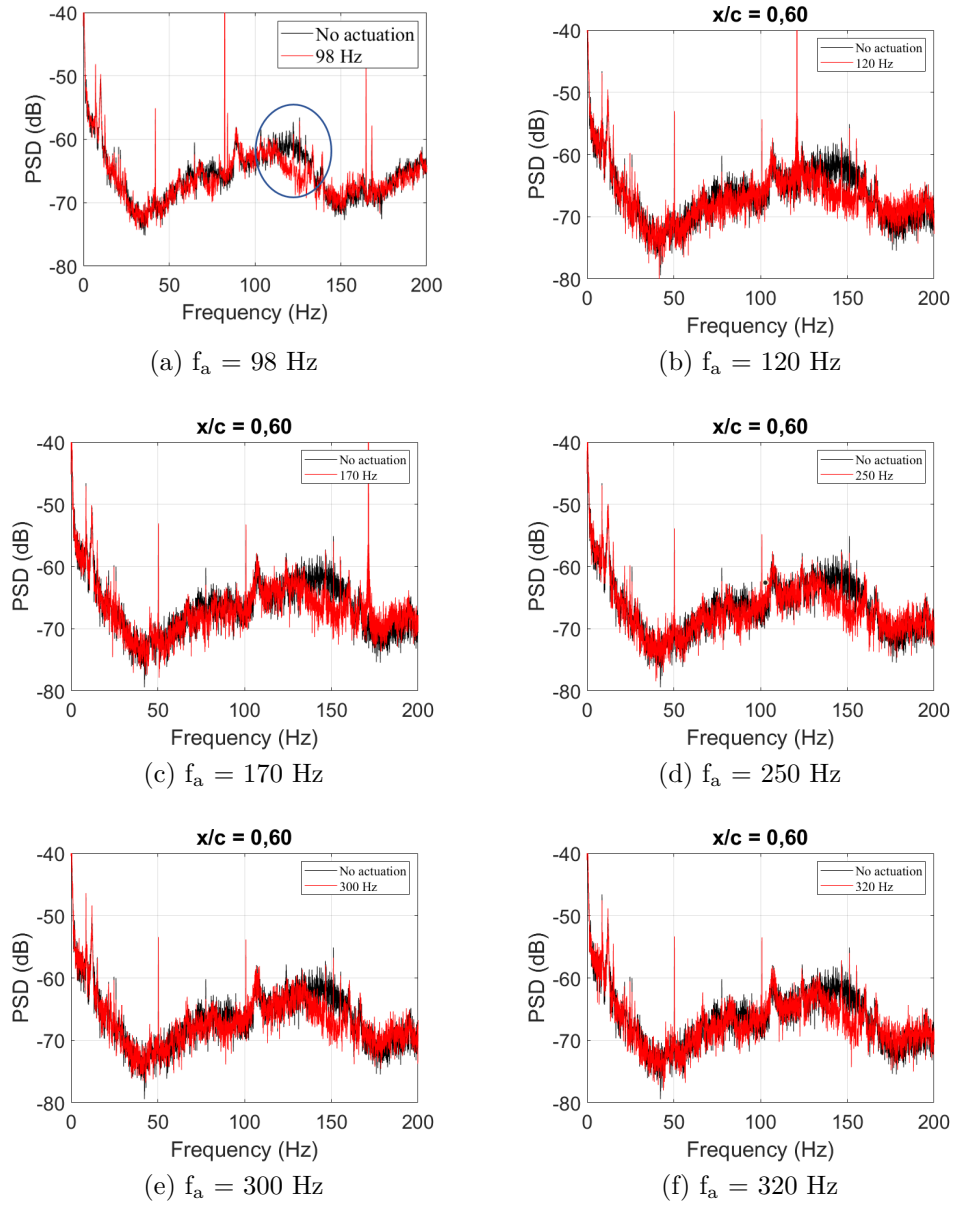 No actuation
98 Hz
-40
-50
-60
-70
-80
PSD (dB)
0
50
100
150
200
Frequency (Hz)
(a) fₐ = 98 Hz
x/c = 0,60
No actuation
120 Hz
-40
-50
-60
-70
-80
PSD (dB)
0
50
100
150
200
Frequency (Hz)
(b) fₐ = 120 Hz
x/c = 0,60
No actuation
170 Hz
-40
-50
-60
-70
-80
PSD (dB)
0
50
100
150
200
Frequency (Hz)
(c) fₐ = 170 Hz
x/c = 0,60
No actuation
250 Hz
-40
-50
-60
-70
-80
PSD (dB)
0
50
100
150
200
Frequency (Hz)
(d) fₐ = 250 Hz
x/c = 0,60
No actuation
300 Hz
-40
-50
-60
-70
-80
PSD (dB)
0
50
100
150
200
Frequency (Hz)
(e) fₐ = 300 Hz
x/c = 0,60
No actuation
320 Hz
-40
-50
-60
-70
-80
PSD (dB)
0
50
100
150
200
Frequency (Hz)
(f) fₐ = 320 Hz